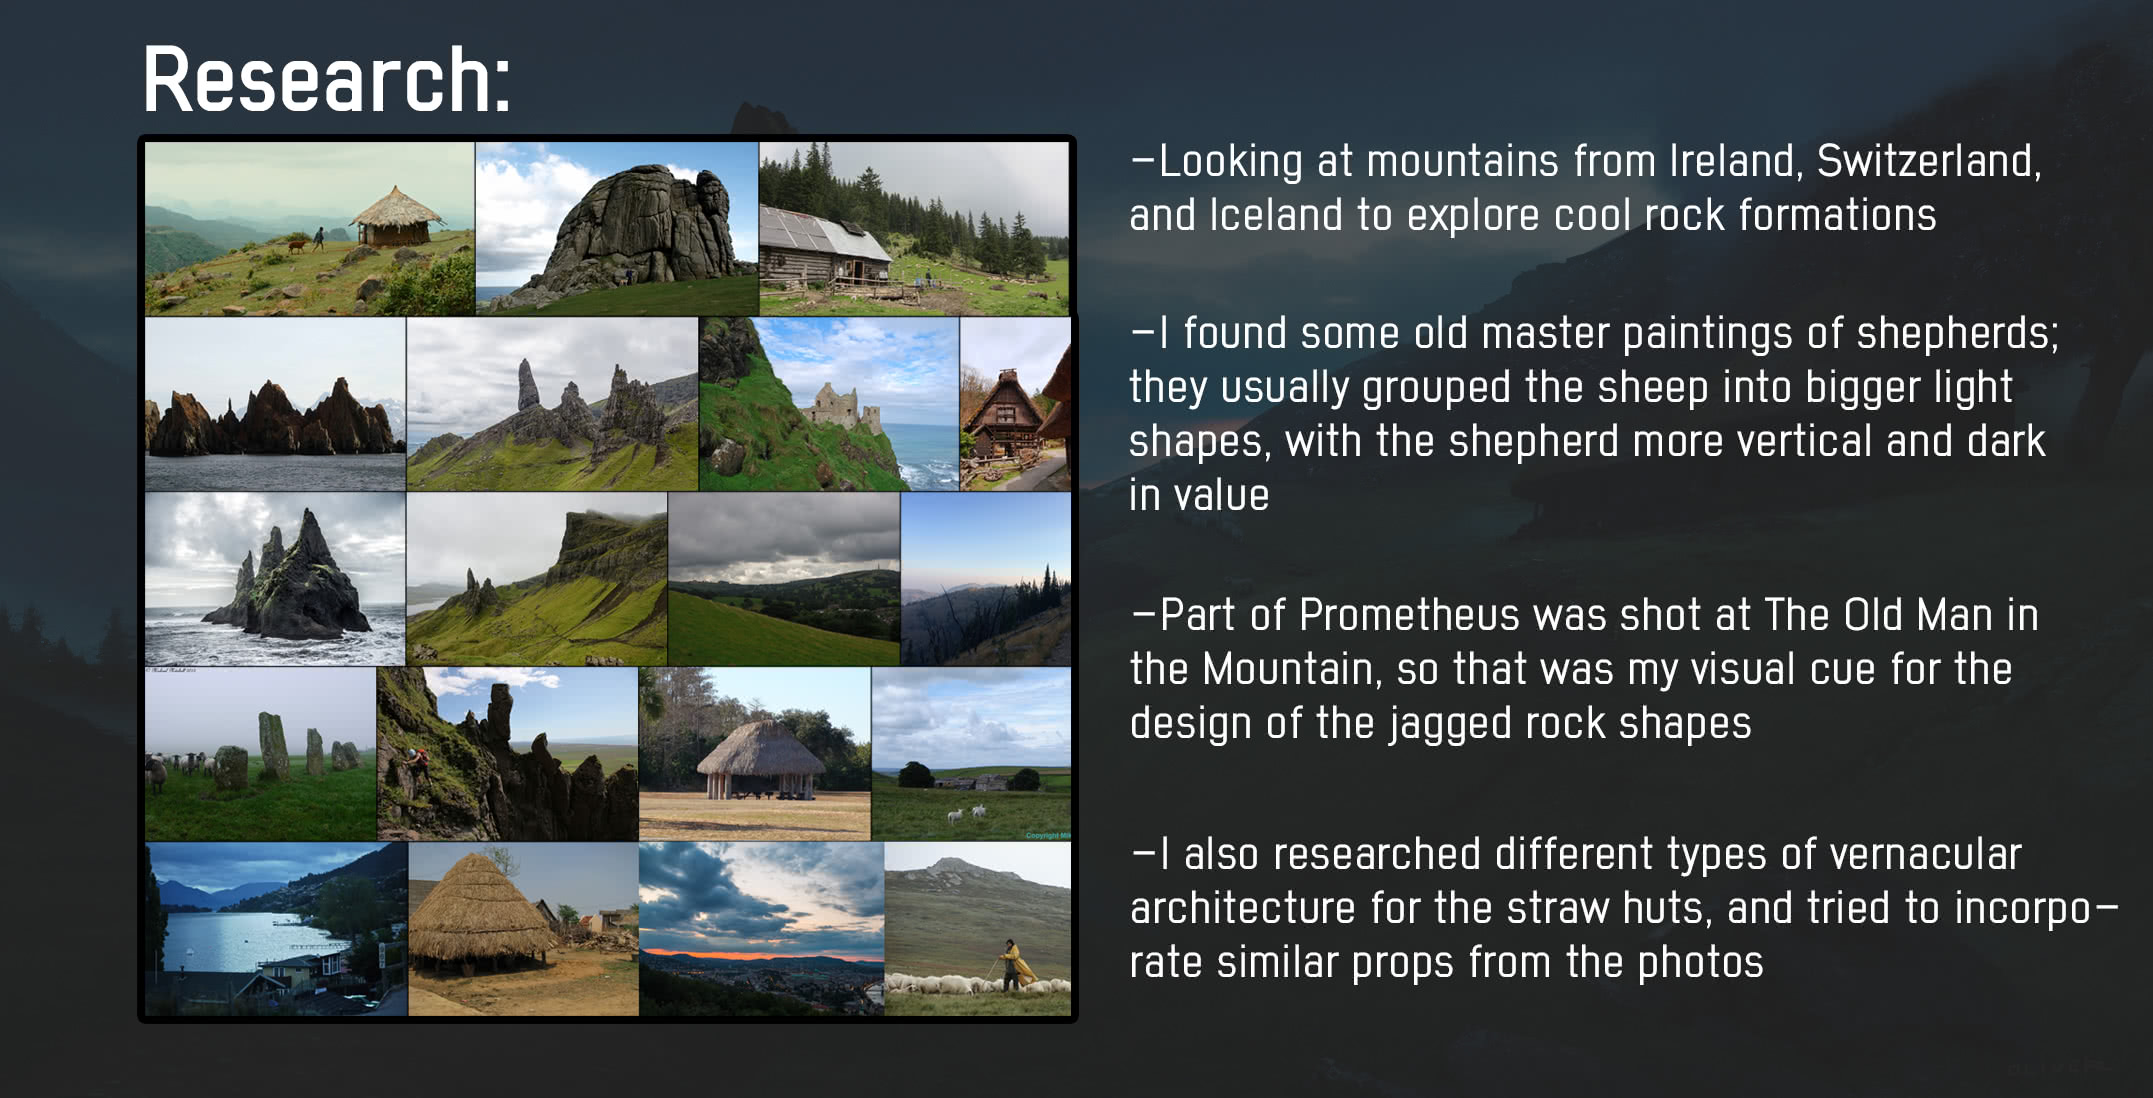 Research:
–Looking at mountains from Ireland, Switzerland,
and Iceland to explore cool rock formations
–I found some old master paintings of shepherds;
they usually grouped the sheep into bigger light
shapes, with the shepherd more vertical and dark
in value
–Part of Prometheus was shot at The Old Man in
the Mountain, so that was my visual cue for the
design of the jagged rock shapes
–I also researched different types of vernacular
architecture for the straw huts, and tried to incorpo–
rate similar props from the photos
Copyright